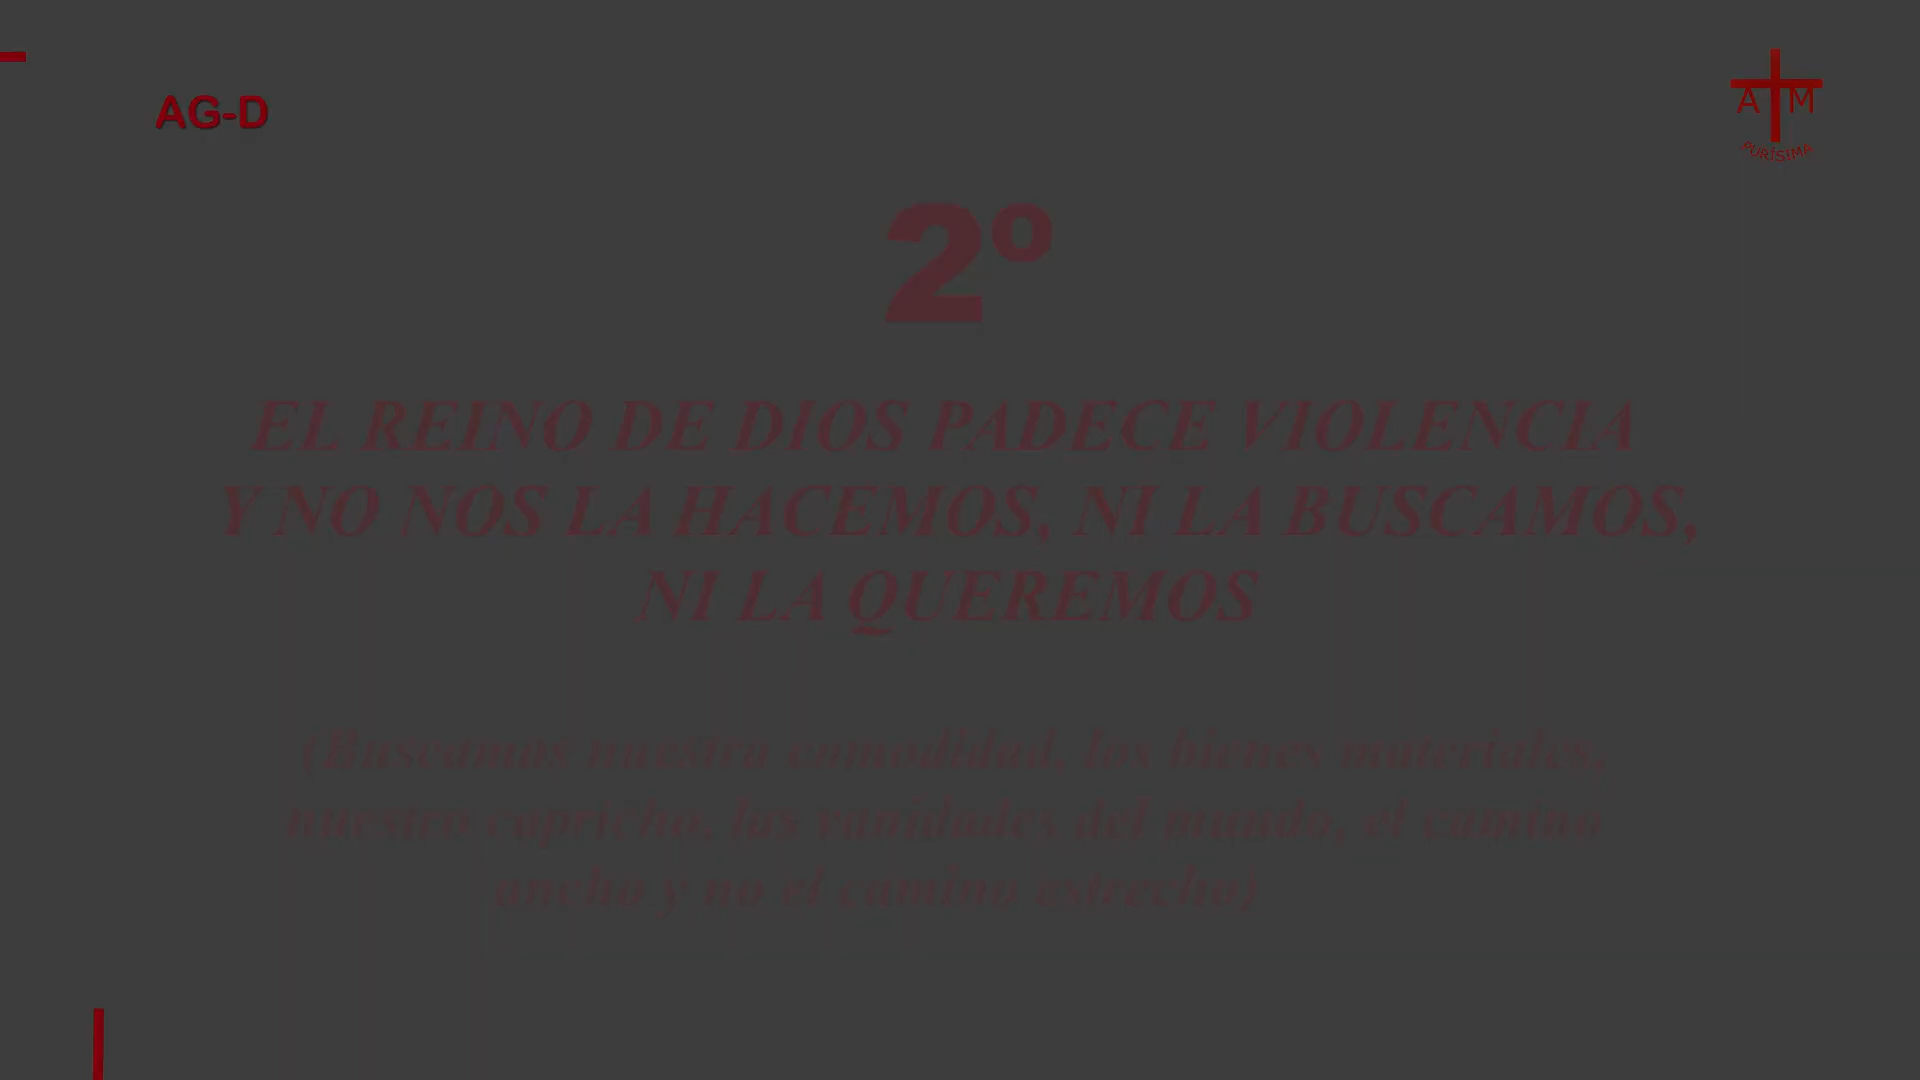 AG-D
A M
PURÍSIMA
2º
EL REINO DE DIOS PADECE VIOLENCIA
Y NO NOS LA HACEMOS, NI LA BUSCAMOS,
NI LA QUEREMOS
(Buscamos nuestra comodidad, los bienes materiales,
nuestro capricho, las vanidades del mundo, el camino
ancho y no el camino estrecho)